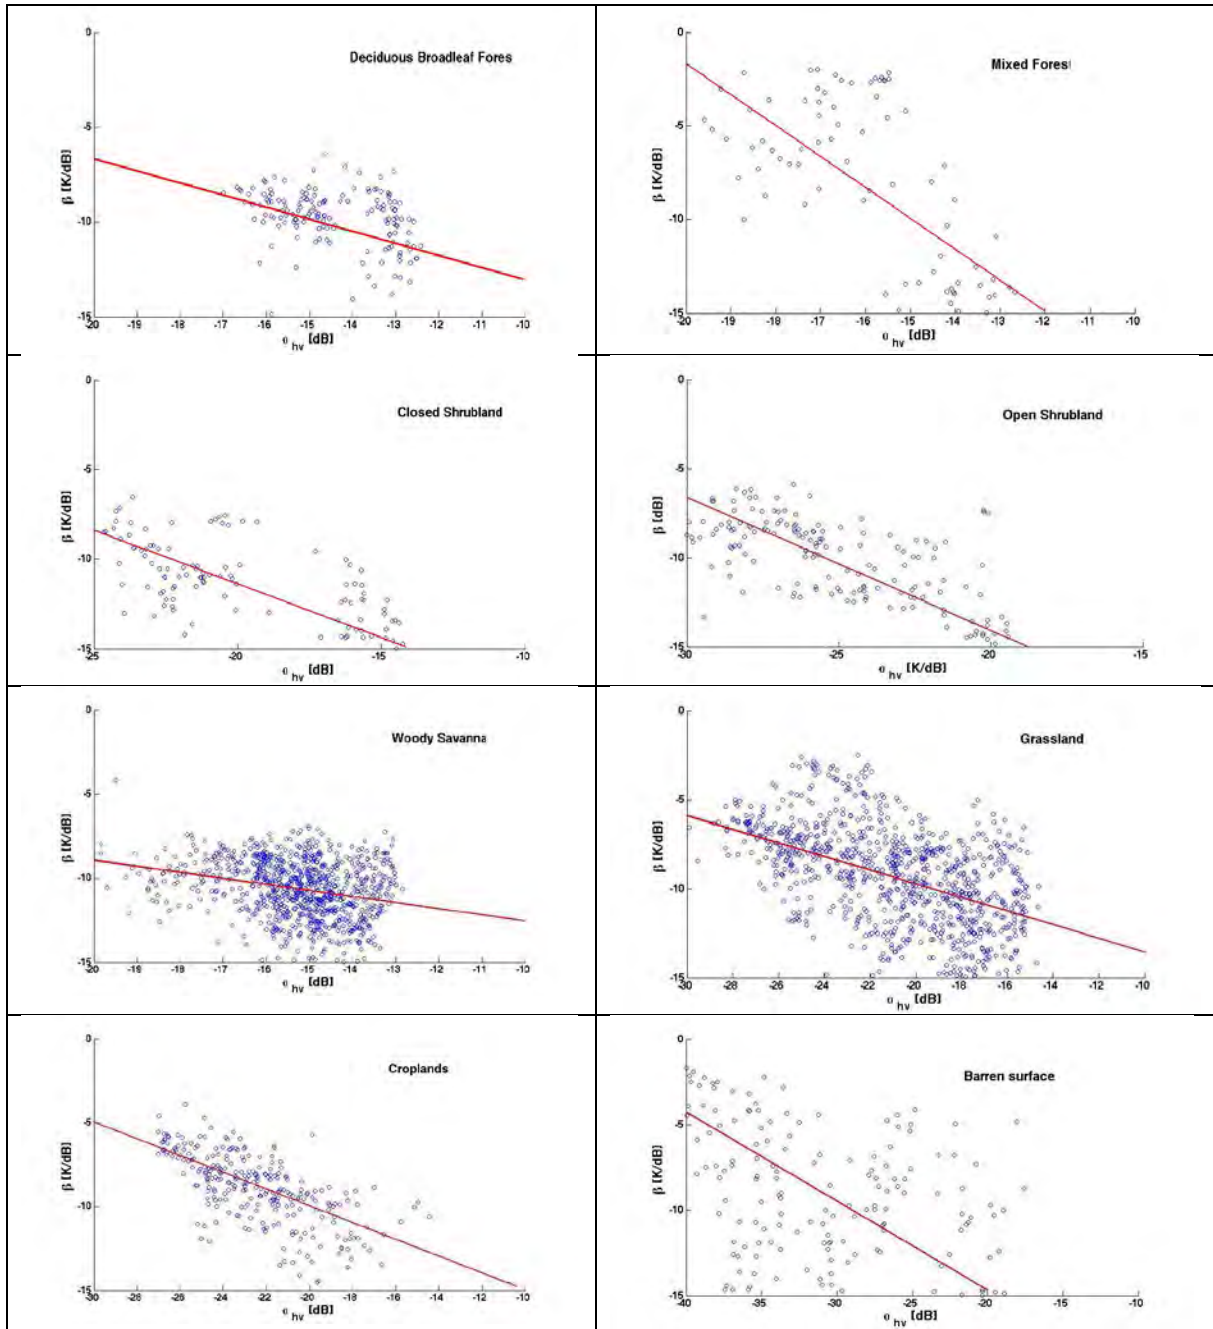 Deciduous Broadleaf Fores
0
-5
-10
-15
β [K/dB]
-20 -19 -18 -17 -16 -15 -14 -13 -12 -11 -10
σ hv [dB]
Mixed Forest
0
-5
-10
-15
β [K/dB]
-20 -19 -18 -17 -16 -15 -14 -13 -12 -11 -10
σ hv [dB]
Closed Shrubland
0
-5
-10
-15
β [K/dB]
-25 -20 -15 -10
σ hv [dB]
Open Shrubland
0
-5
-10
-15
β [dB]
-30 -25 -20 -15
σ hv [K/dB]
Woody Savanna
0
-5
-10
-15
β [K/dB]
-20 -19 -18 -17 -16 -15 -14 -13 -12 -11 -10
σ hv [dB]
Grassland
0
-5
-10
-15
β [K/dB]
-30 -28 -26 -24 -22 -20 -18 -16 -14 -12 -10
σ hv [dB]
Croplands
0
-5
-10
-15
β [K/dB]
-30 -28 -26 -24 -22 -20 -18 -16 -14 -12 -10
σ hv [dB]
Barren surface
0
-5
-10
-15
β [K/dB]
-40 -35 -30 -25 -20 -15 -10
σ hv [dB]